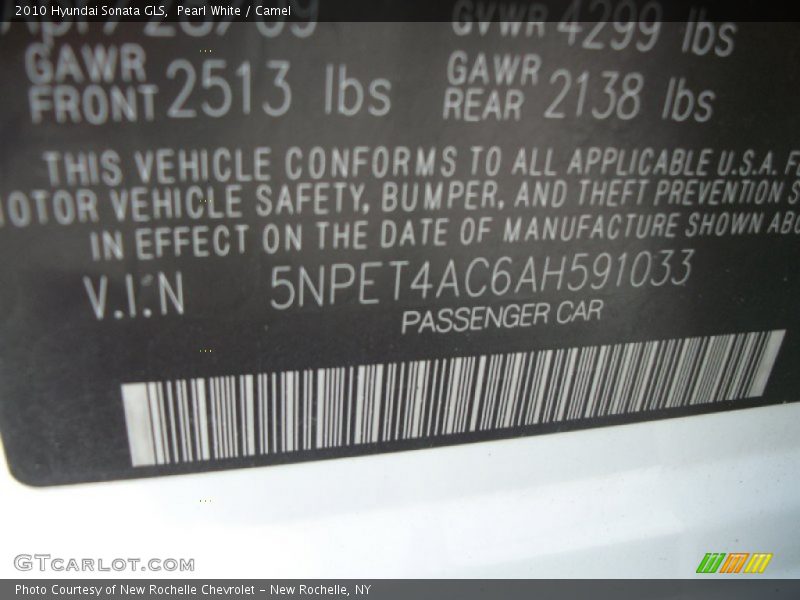 2010 Hyundai Sonata GLS, Pearl White / Camel
GVWR 4299 lbs
GAWR FRONT 2513 lbs
GAWR REAR 2138 lbs
THIS VEHICLE CONFORMS TO ALL APPLICABLE U.S.A.
VEHICLE SAFETY, BUMPER, AND THEFT PREVENTION
IN EFFECT ON THE DATE OF MANUFACTURE SHOWN
V.I.N 5NPET4AC6AH591033
PASSENGER CAR
GTCARLOT.COM
Photo Courtesy of New Rochelle Chevrolet - New Rochelle, NY